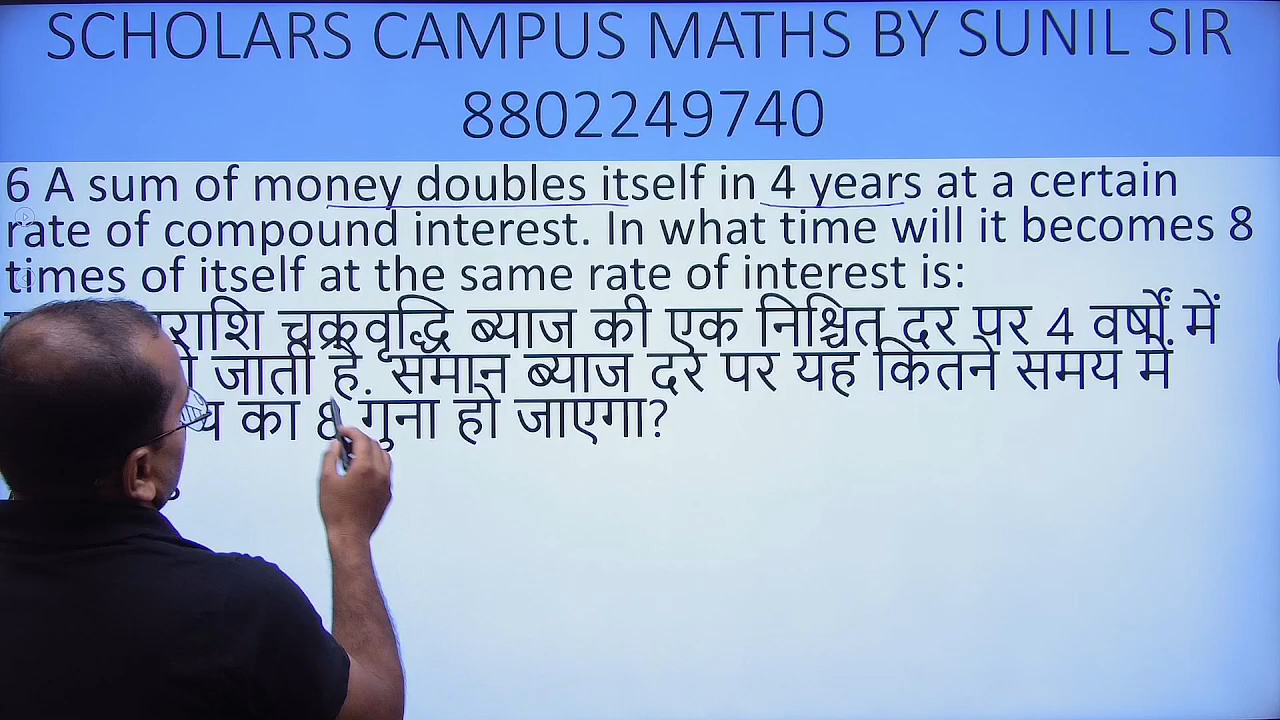 SCHOLARS CAMPUS MATHS BY SUNIL SIR
8802249740
6 A sum of money doubles itself in 4 years at a certain
rate of compound interest. In what time will it becomes 8
times of itself at the same rate of interest is:
चक्रवृद्धि ब्याज की एक निश्चित दर पर 4 वर्षों में
जाती है. समान ब्याज दर पर यह कितने समय में
का 8 गुना हो जाएगा?